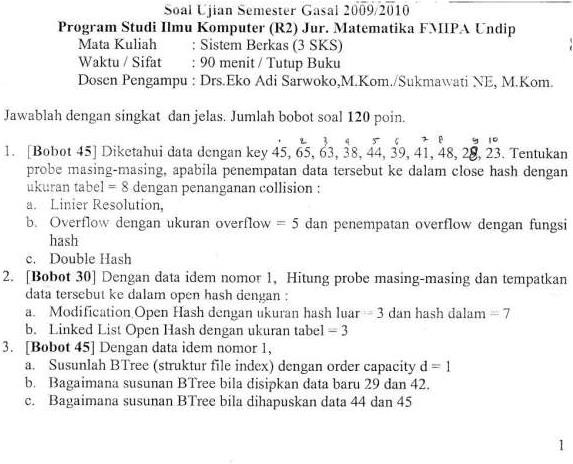 Soal Ujian Semester Gasal 2009/2010
Program Studi Ilmu Komputer (R2) Jur. Matematika FMIPA Undip
Mata Kuliah : Sistem Berkas (3 SKS)
Waktu / Sifat : 90 menit / Tutup Buku
Dosen Pengampu : Drs.Eko Adi Sarwoko,M.Kom./Sukmawati NE, M.Kom.
Jawablah dengan singkat dan jelas. Jumlah bobot soal 120 poin.
2 3 4 5 6 7 8 9 10
1. [Bobot 45] Diketahui data dengan key 45, 65, 63, 38, 44, 39, 41, 48, 28, 23. Tentukan
probe masing-masing, apabila penempatan data tersebut ke dalam close hash dengan
ukuran tabel = 8 dengan penanganan collision :
a. Linier Resolution,
b. Overflow dengan ukuran overflow = 5 dan penempatan overflow dengan fungsi
hash
c. Double Hash
2. [Bobot 30] Dengan data idem nomor 1, Hitung probe masing-masing dan tempatkan
data tersebut ke dalam open hash dengan :
a. Modification Open Hash dengan ukuran hash luar = 3 dan hash dalam = 7
b. Linked List Open Hash dengan ukuran tabel = 3
3. [Bobot 45] Dengan data idem nomor 1,
a. Susunlah BTree (struktur file index) dengan order capacity d = 1
b. Bagaimana susunan BTree bila disipkan data baru 29 dan 42.
c. Bagaimana susunan BTree bila dihapuskan data 44 dan 45
1